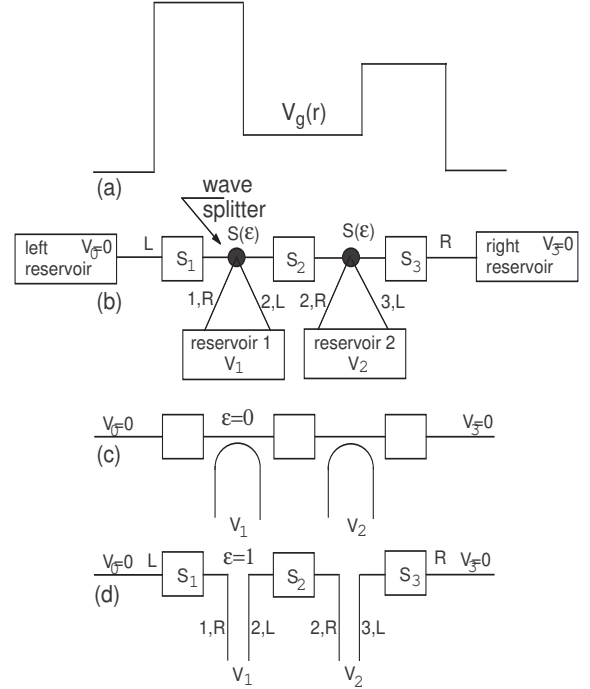 V_g(r)
(a)
wave
splitter
S(ε) S(ε)
left V_0=0
reservoir
L S_1 S_2 S_3 R
right V_3=0
reservoir
(b)
1,R 2,L 2,R 3,L
reservoir 1 reservoir 2
V_1 V_2
V_0=0 ε=0 V_3=0
(c)
V_1 V_2
V_0=0 L ε=1 R V_3=0
S_1 S_2 S_3
(d)
1,R 2,L 2,R 3,L
V_1 V_2